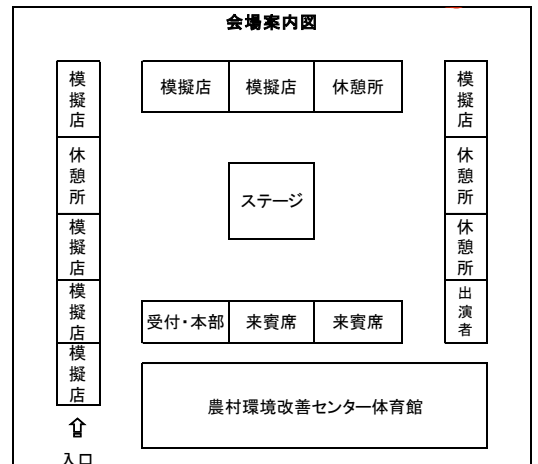 会場案内図
模擬店
休憩所
模擬店
模擬店
模擬店
模擬店
模擬店
休憩所
模擬店
休憩所
休憩所
出演者
ステージ
受付・本部
来賓席
来賓席
農村環境改善センター体育館
入口